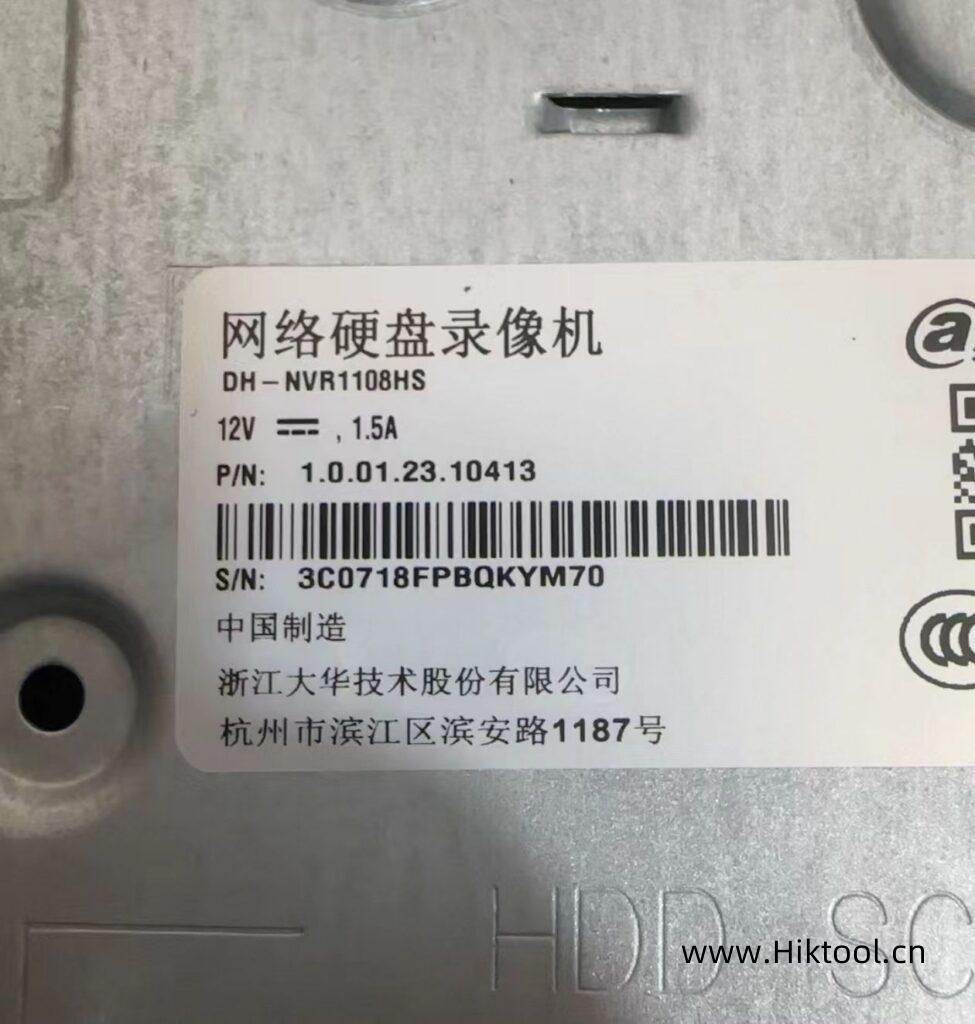 网络硬盘录像机
DH-NVR1108HS
12V ⎓ , 1.5A
P/N: 1.0.01.23.10413
S/N: 3C0718FPBQKYM70
中国制造
浙江大华技术股份有限公司
杭州市滨江区滨安路1187号
a
CCC
HDD SC
www.Hiktool.cn